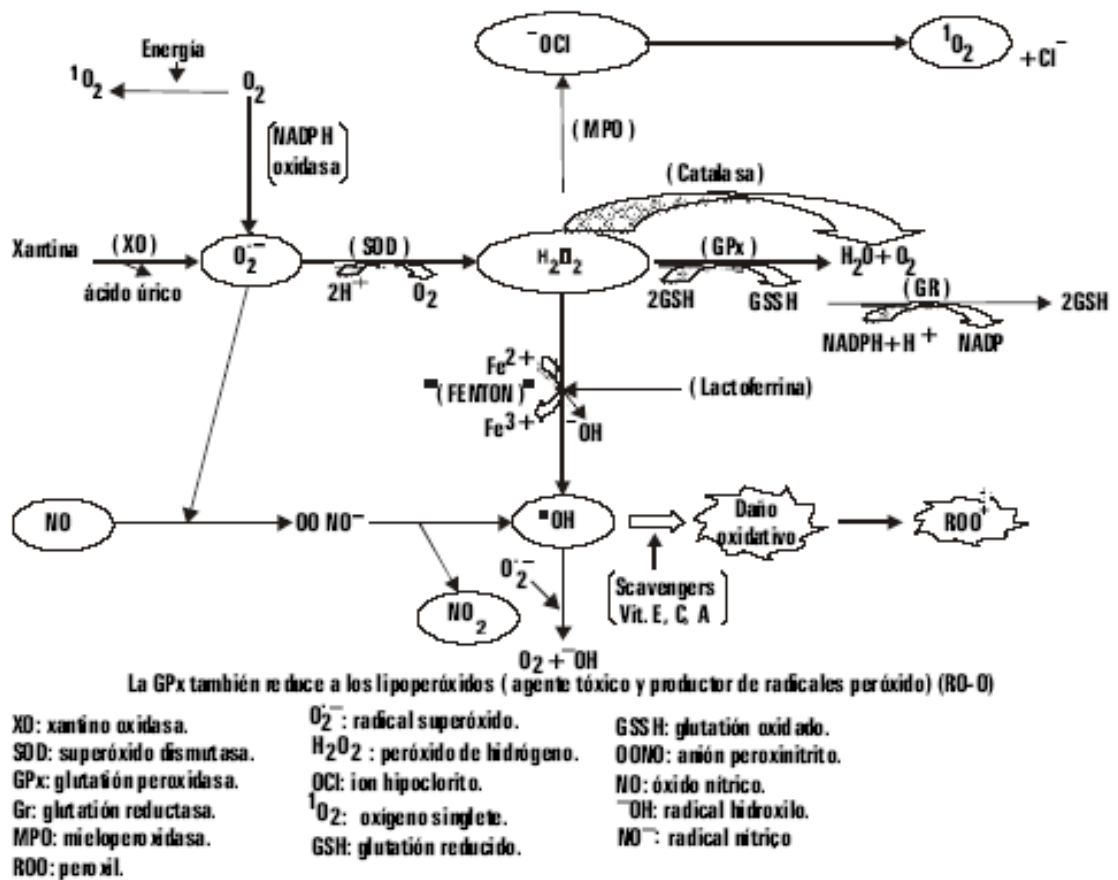 ⁻OCl
¹O₂ +Cl⁻
Energía
¹O₂
O₂
(MPO)
(NADPH
oxidasa)
(Catalasa)
Xantina
(XO)
O₂·⁻
(SOD)
H₂O₂
(GPx)
H₂O+O₂
ácido úrico
2H⁺
O₂
2GSH
GSSH
(GR)
2GSH
NADPH+H⁺
NADP
Fe²⁺
"(FENTON)"
(Lactoferrina)
Fe³⁺
⁻OH
NO
OO NO⁻
·OH
Daño
oxidativo
ROO⁺
O₂·⁻
(Scavengers
Vit. E, C, A)
NO₂
O₂ +⁻OH
La GPx también reduce a los lipoperóxidos ( agente tóxico y productor de radicales peróxido) (RO-O)
XO: xantino oxidasa.
SOD: superóxido dismutasa.
GPx: glutatión peroxidasa.
Gr: glutatión reductasa.
MPO: mieloperoxidasa.
ROO: peroxil.
O₂·⁻: radical superóxido.
H₂O₂ : peróxido de hidrógeno.
OCl: ion hipoclorito.
¹O₂: oxígeno singlete.
GSH: glutatión reducido.
GSSH: glutatión oxidado.
OONO: anión peroxinitrito.
NO: óxido nítrico.
⁻OH: radical hidroxilo.
NO⁻: radical nítriço